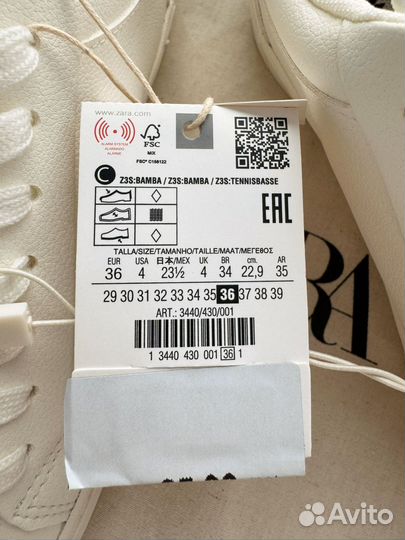 www.zara.com
ALARM SYSTEM
ALARMADO
ALARME
FSC
MIX
FSC® C158122
C Z3S:BAMBA / Z3S:BAMBA / Z3S:TENNISBASSE
EAC
TALLA/SIZE/TAMANHO/TAILLE/MAAT/ΜΕΓΕΘΟΣ
EUR USA 日本/MEX UK BR cm. AR
36 4 23½ 4 34 22,9 35
29 30 31 32 33 34 35 36 37 38 39
ART.: 3440/430/001
1 3440 430 001 36 1
RA
Avito